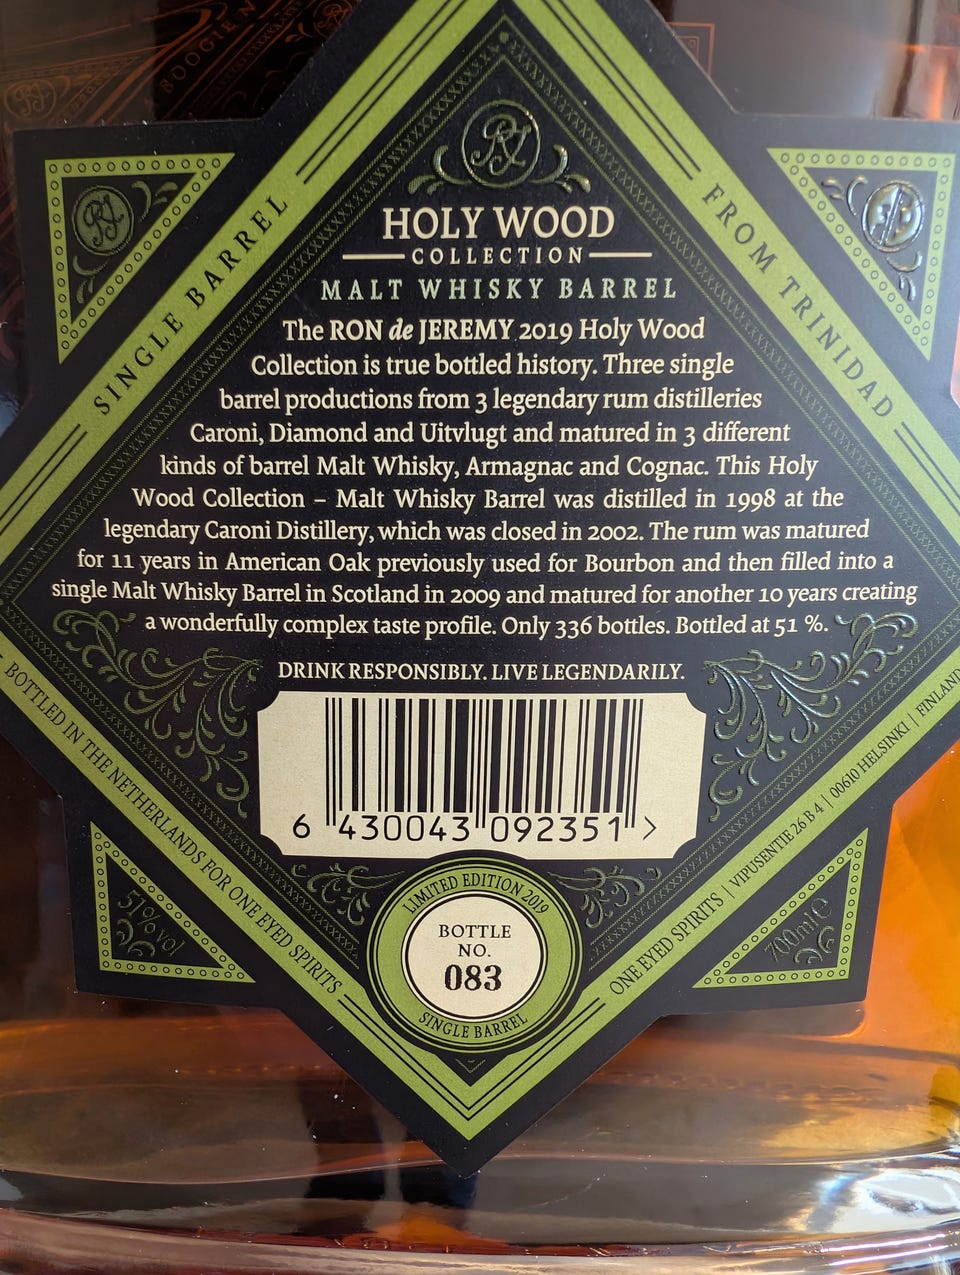 BOOGIE N
RJ
RJ
SINGLE BARREL
FROM TRINIDAD
HOLY WOOD
COLLECTION
MALT WHISKY BARREL
The RON de JEREMY 2019 Holy Wood
Collection is true bottled history. Three single
barrel productions from 3 legendary rum distilleries
Caroni, Diamond and Uitvlugt and matured in 3 different
kinds of barrel Malt Whisky, Armagnac and Cognac. This Holy
Wood Collection – Malt Whisky Barrel was distilled in 1998 at the
legendary Caroni Distillery, which was closed in 2002. The rum was matured
for 11 years in American Oak previously used for Bourbon and then filled into a
single Malt Whisky Barrel in Scotland in 2009 and matured for another 10 years creating
a wonderfully complex taste profile. Only 336 bottles. Bottled at 51 %.
DRINK RESPONSIBLY. LIVE LEGENDARILY.
6 430043 092351 >
BOTTLED IN THE NETHERLANDS FOR ONE EYED SPIRITS
ONE EYED SPIRITS | VIPUSENTIE 26 B 4 | 00610 HELSINKI | FINLAND
51%vol
700ml e
LIMITED EDITION 2019
BOTTLE
NO.
083
SINGLE BARREL